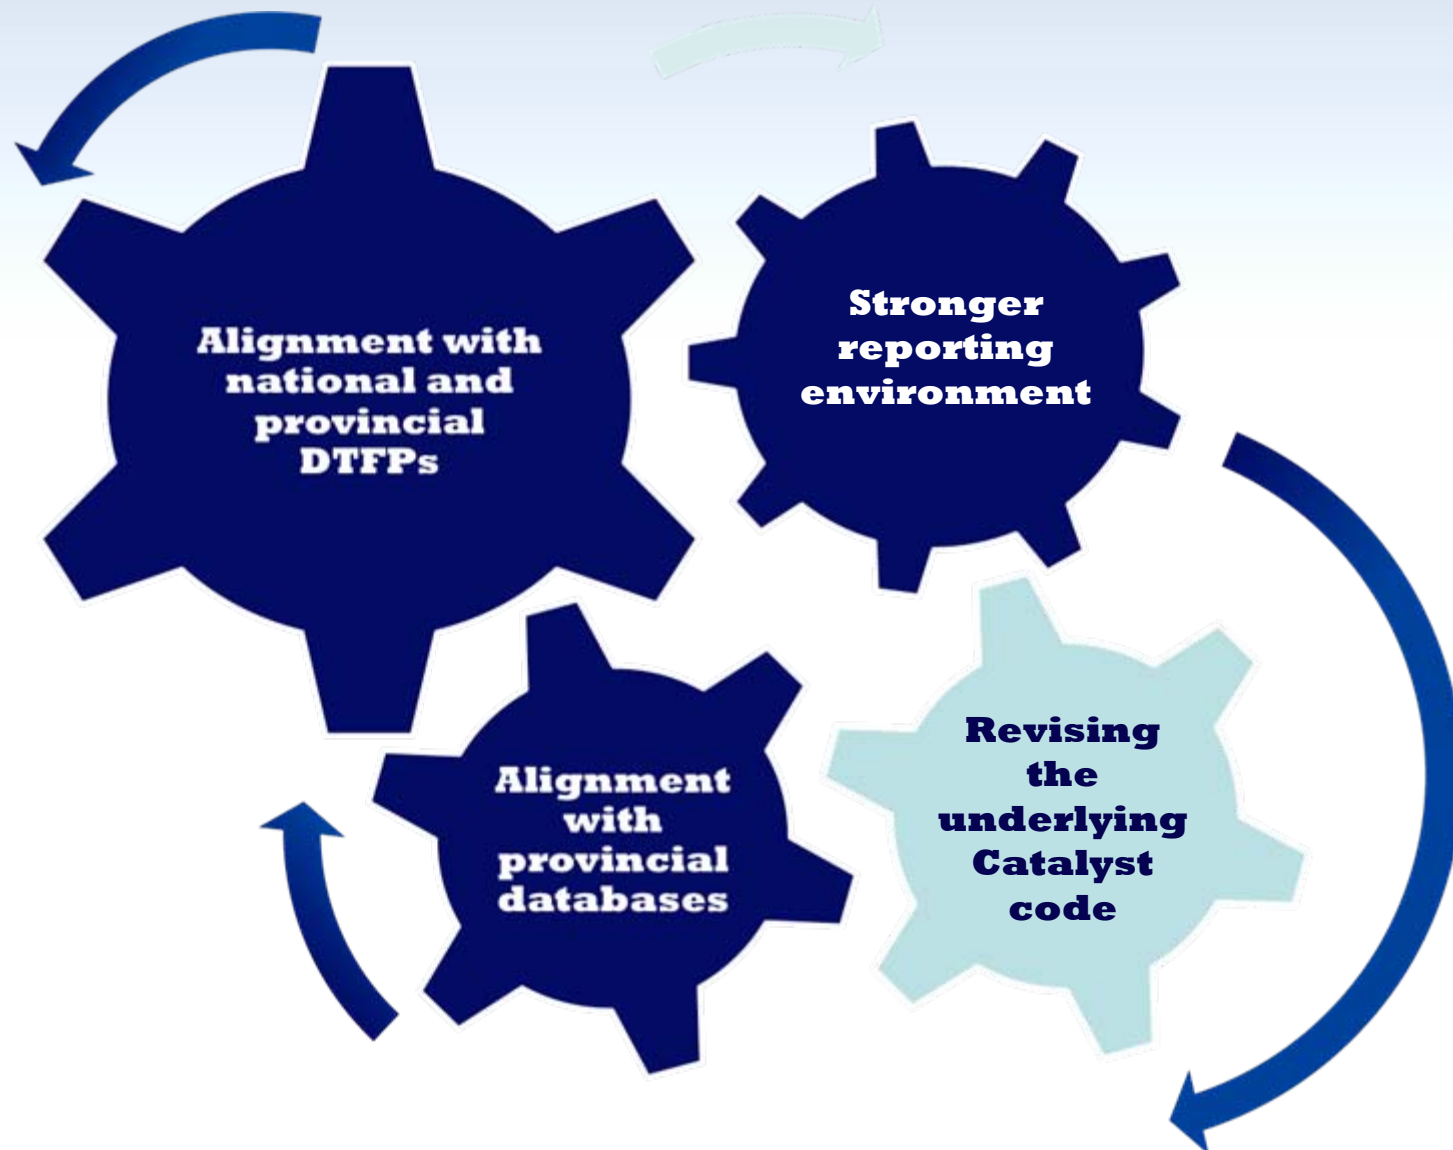 Alignment with
national and
provincial
DTFPs
Stronger
reporting
environment
Alignment
with
provincial
databases
Revising
the
underlying
Catalyst
code